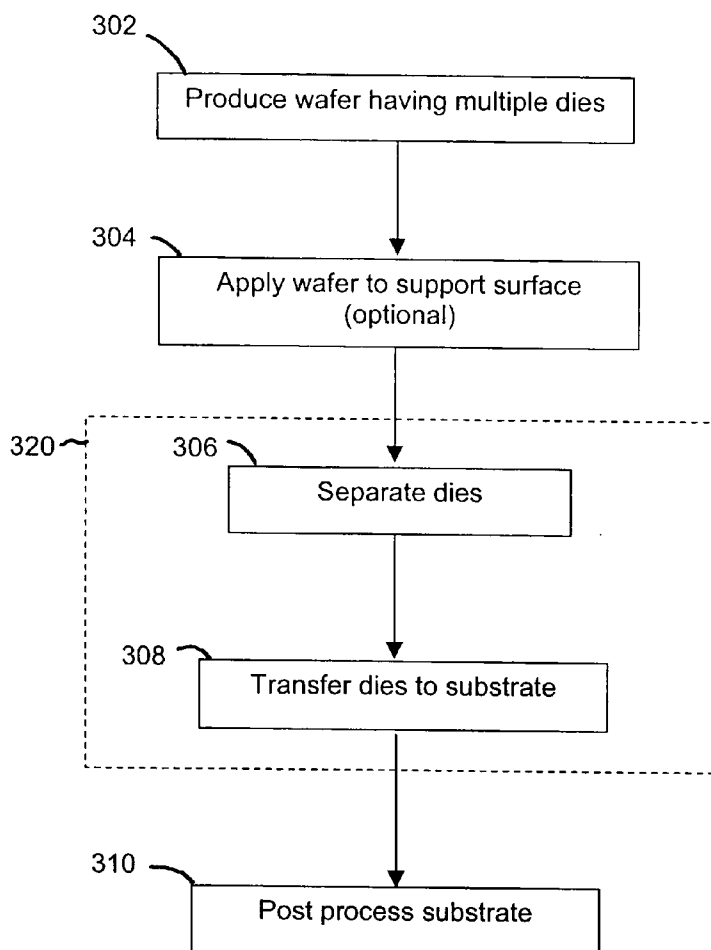 302
Produce wafer having multiple dies
304
Apply wafer to support surface
(optional)
320
306
Separate dies
308
Transfer dies to substrate
310
Post process substrate